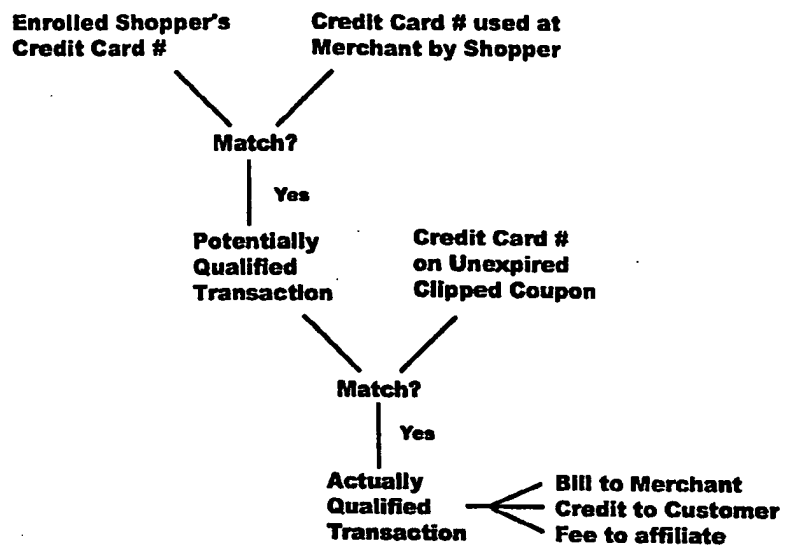 Enrolled Shopper's
Credit Card #
Credit Card # used at
Merchant by Shopper
Match?
Yes
Potentially
Qualified
Transaction
Credit Card #
on Unexpired
Clipped Coupon
Match?
Yes
Actually
Qualified
Transaction
Bill to Merchant
Credit to Customer
Fee to affiliate